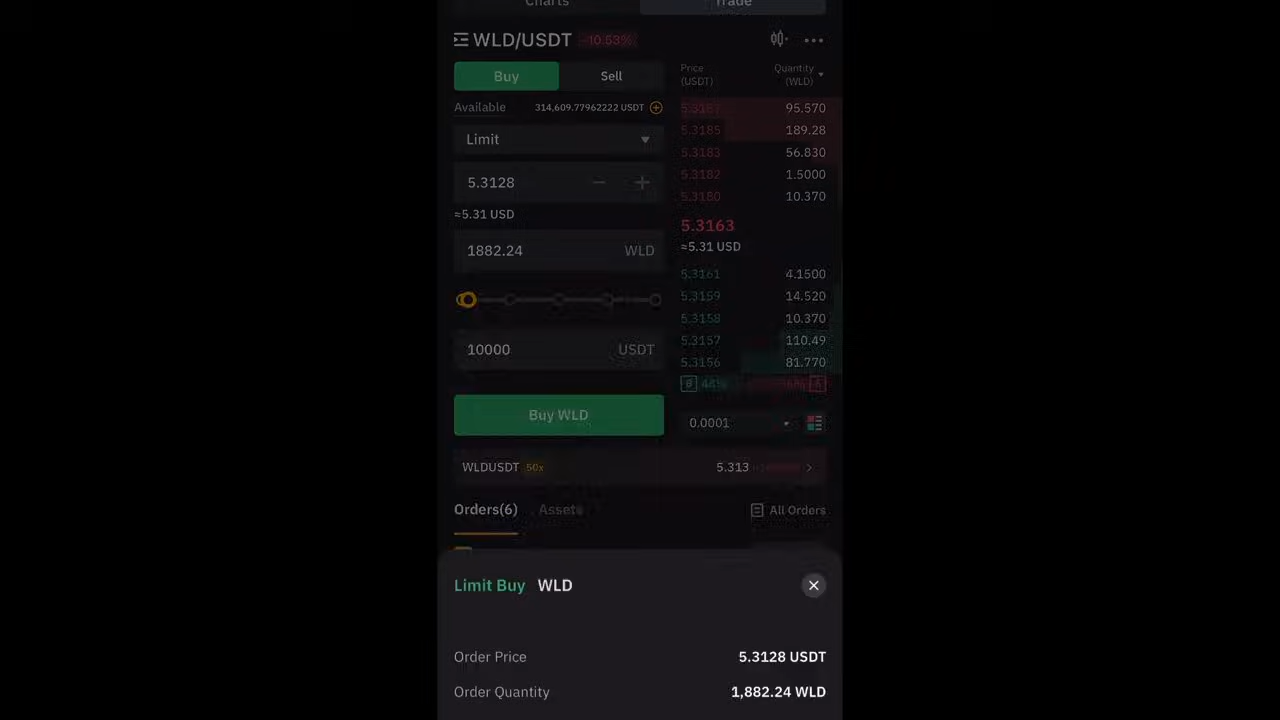 Charts Trade
WLD/USDT -10.53%
Buy Sell
Available 314,609.77962222 USDT
Limit
5.3128
≈5.31 USD
1882.24 WLD
10000 USDT
Buy WLD
Price Quantity
(USDT) (WLD)
5.3187 95.570
5.3185 189.28
5.3183 56.830
5.3182 1.5000
5.3180 10.370
5.3163
≈5.31 USD
5.3161 4.1500
5.3159 14.520
5.3158 10.370
5.3157 110.49
5.3156 81.770
B 44%
0.0001
WLDUSDT 50x 5.313
Orders(6) Assets All Orders
Limit Buy WLD
Order Price 5.3128 USDT
Order Quantity 1,882.24 WLD